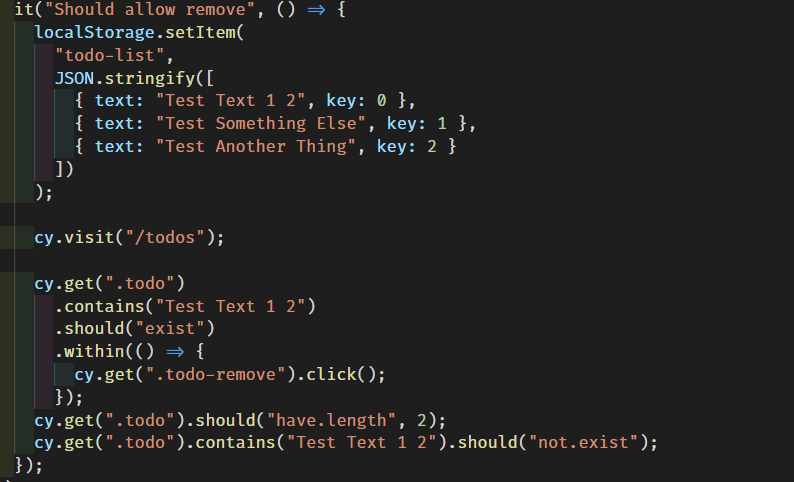 it("Should allow remove", () => {
  localStorage.setItem(
    "todo-list",
    JSON.stringify([
      { text: "Test Text 1 2", key: 0 },
      { text: "Test Something Else", key: 1 },
      { text: "Test Another Thing", key: 2 }
    ])
  );

  cy.visit("/todos");

  cy.get(".todo")
    .contains("Test Text 1 2")
    .should("exist")
    .within(() => {
      cy.get(".todo-remove").click();
    });
  cy.get(".todo").should("have.length", 2);
  cy.get(".todo").contains("Test Text 1 2").should("not.exist");
});